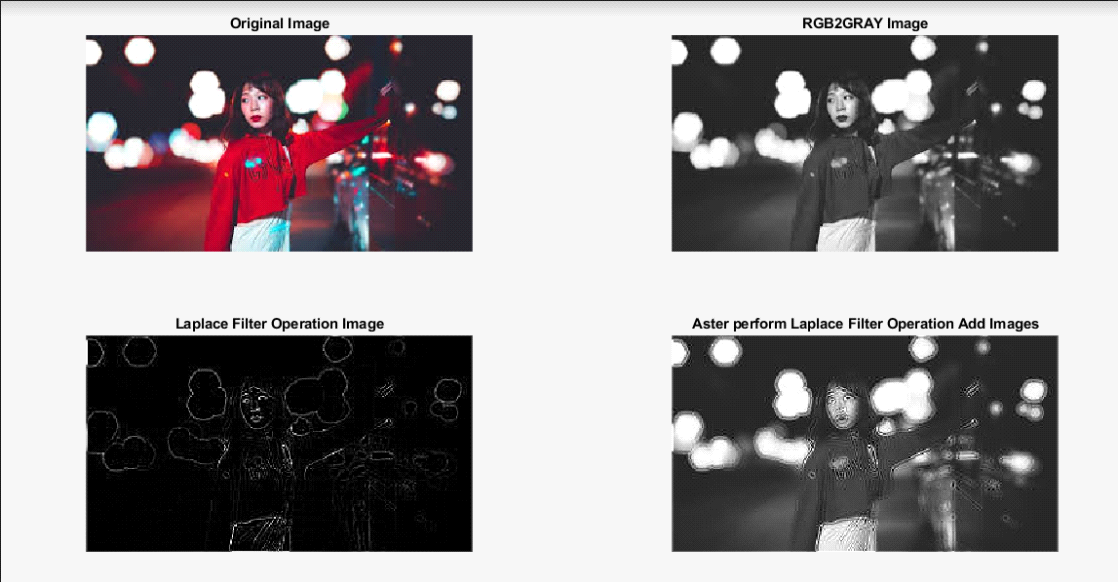 Original Image
RGB2GRAY Image
Laplace Filter Operation Image
Aster perform Laplace Filter Operation Add Images